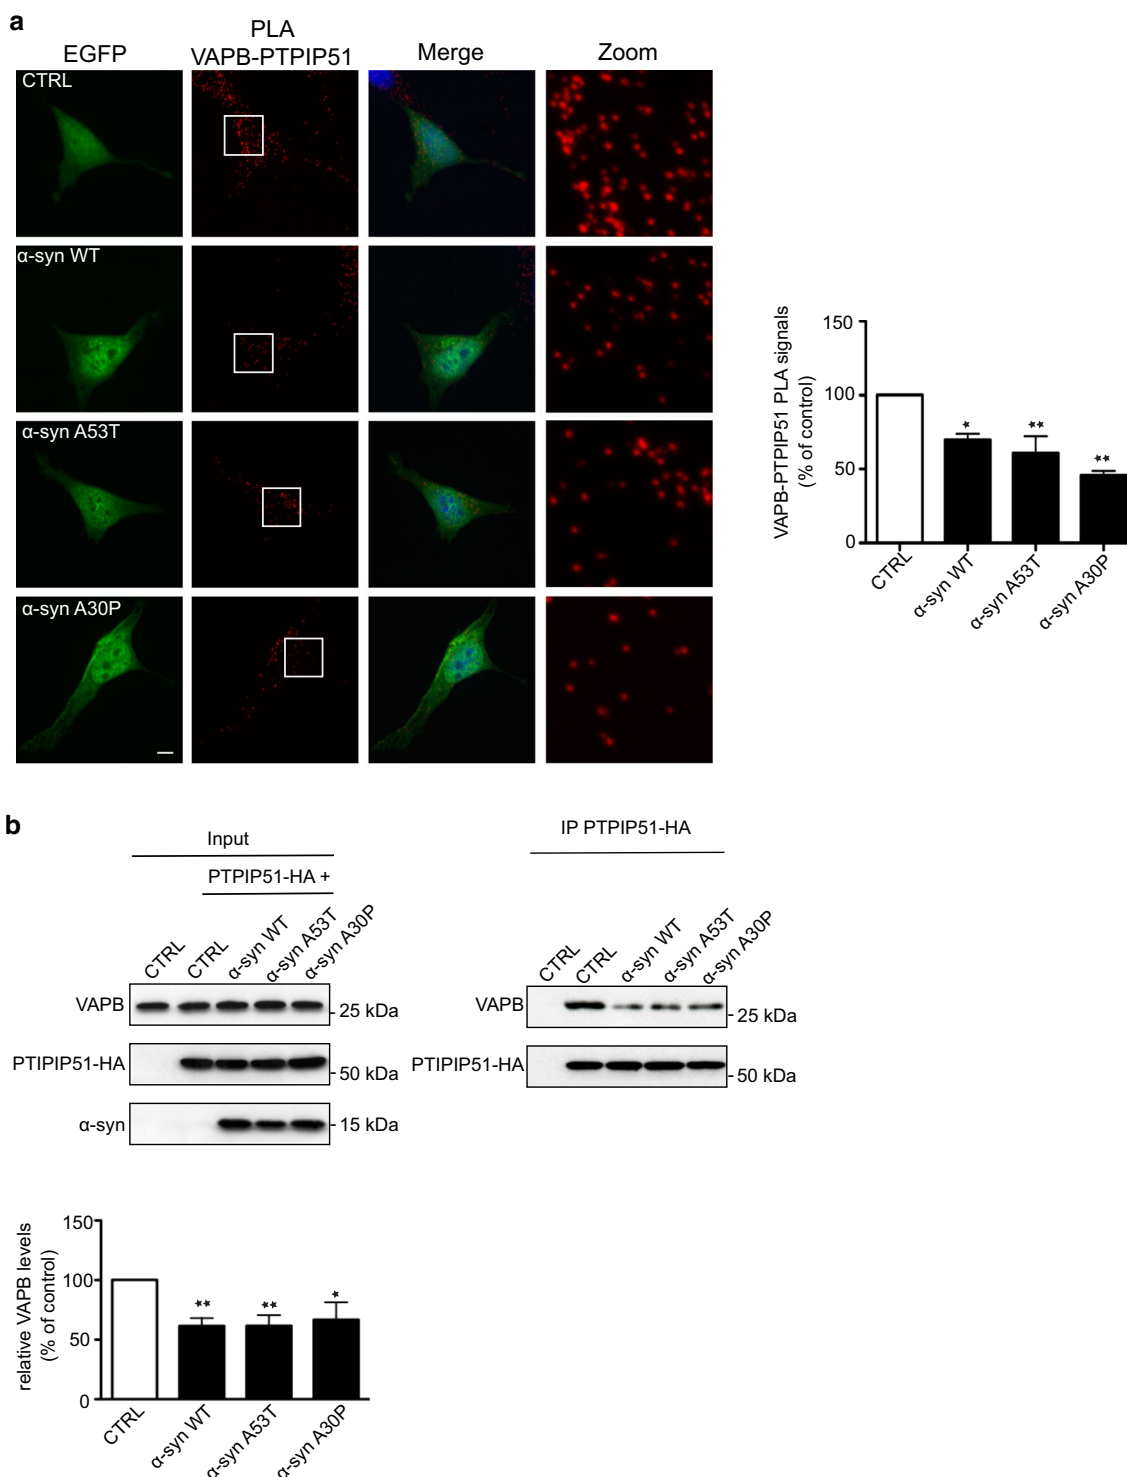 a
EGFP
PLA
VAPB-PTPIP51
Merge
Zoom
CTRL
α-syn WT
α-syn A53T
α-syn A30P
VAPB-PTPIP51 PLA signals
(% of control)
150
100
50
0
*
**
**
CTRL
α-syn WT
α-syn A53T
α-syn A30P
b
Input
PTPIP51-HA +
CTRL
CTRL
α-syn WT
α-syn A53T
α-syn A30P
VAPB
25 kDa
PTIPIP51-HA
50 kDa
α-syn
15 kDa
IP PTPIP51-HA
CTRL
CTRL
α-syn WT
α-syn A53T
α-syn A30P
VAPB
25 kDa
PTIPIP51-HA
50 kDa
relative VAPB levels
(% of control)
150
100
50
0
**
**
*
CTRL
α-syn WT
α-syn A53T
α-syn A30P